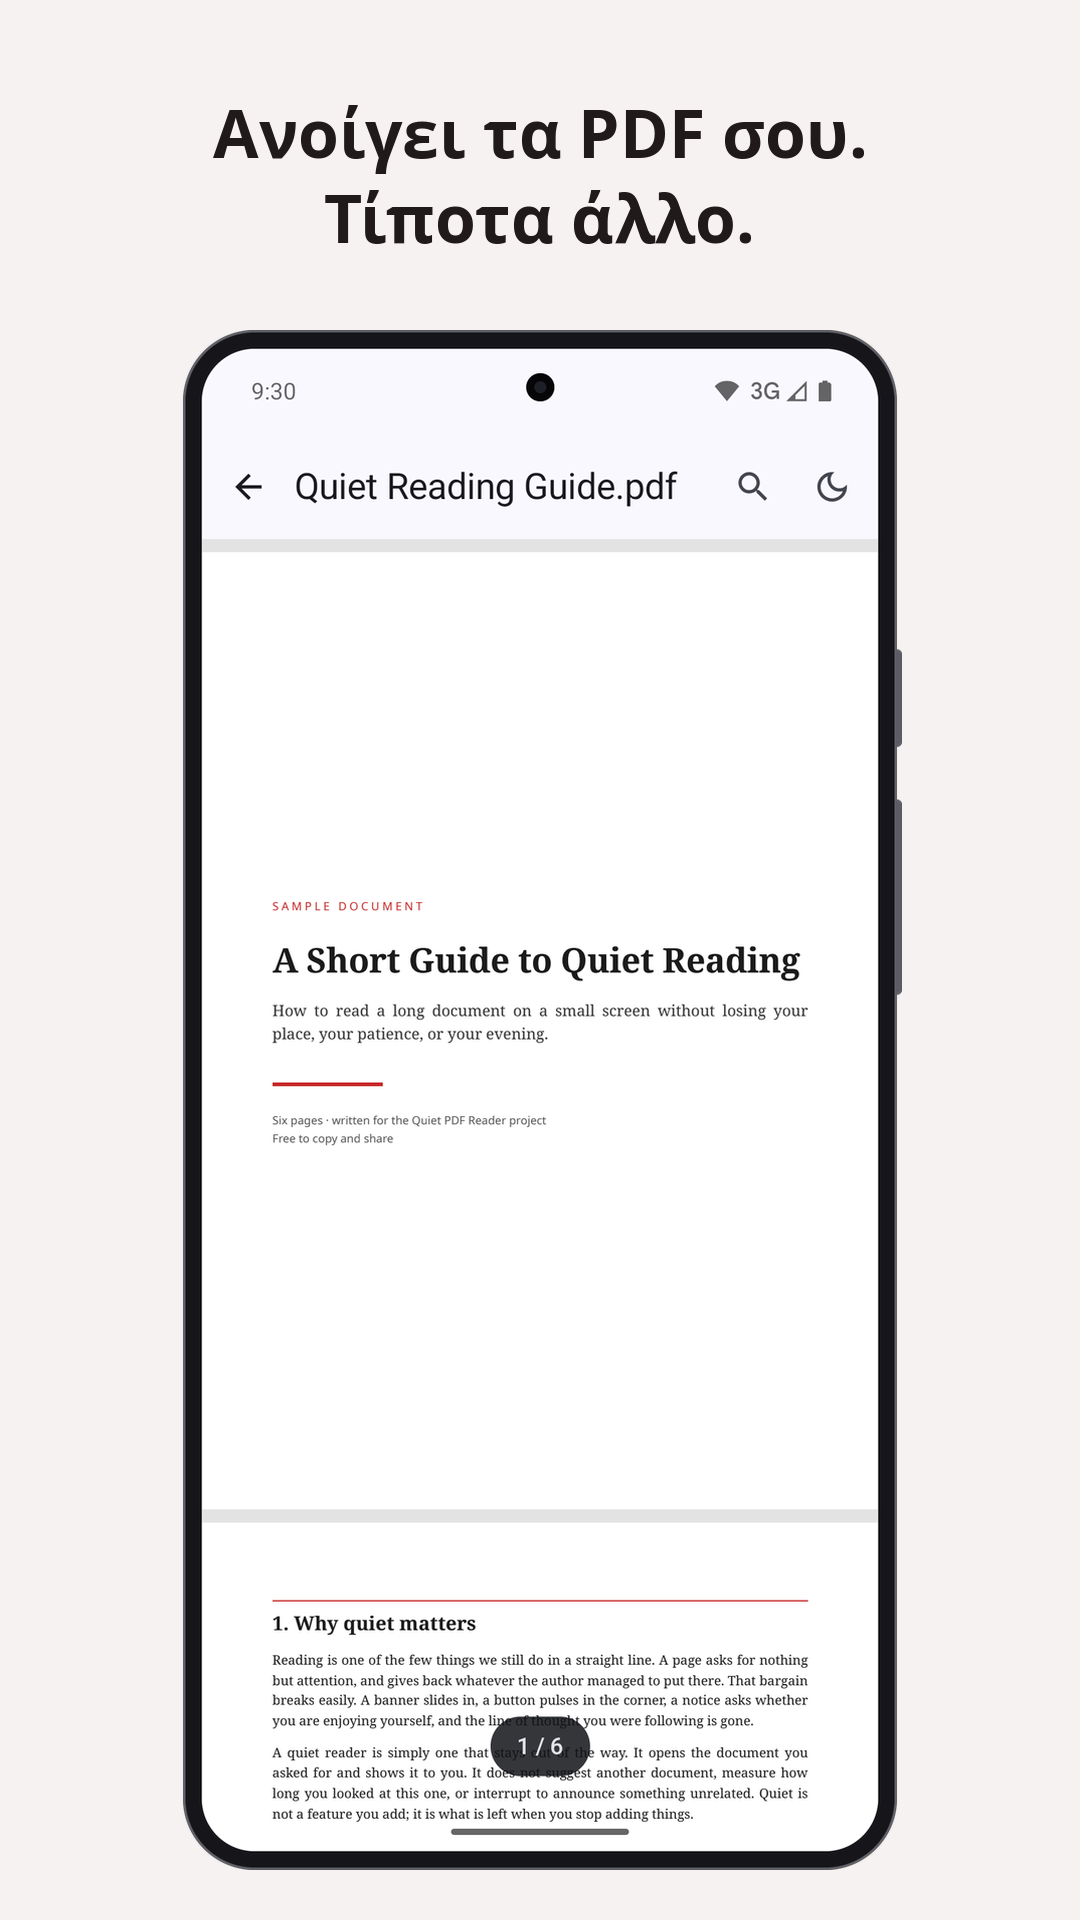 Ανοίγει τα PDF σου.
Τίποτα άλλο.
9:30
3G
Quiet Reading Guide.pdf
SAMPLE DOCUMENT
A Short Guide to Quiet Reading
How to read a long document on a small screen without losing your
place, your patience, or your evening.
Six pages · written for the Quiet PDF Reader project
Free to copy and share
1. Why quiet matters
Reading is one of the few things we still do in a straight line. A page asks for nothing
but attention, and gives back whatever the author managed to put there. That bargain
breaks easily. A banner slides in, a button pulses in the corner, a notice asks whether
you are enjoying yourself, and the line of thought you were following is gone.
A quiet reader is simply one that stays out of the way. It opens the document you
asked for and shows it to you. It does not suggest another document, measure how
long you looked at this one, or interrupt to announce something unrelated. Quiet is
not a feature you add; it is what is left when you stop adding things.
1 / 6